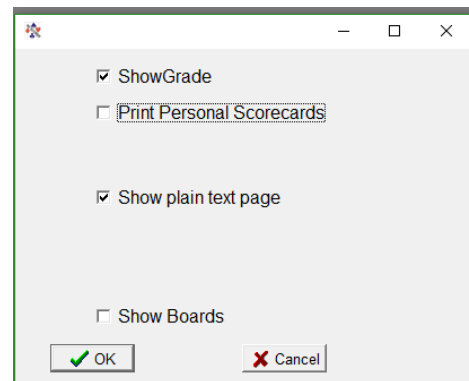 ShowGrade
Print Personal Scorecards
Show plain text page
Show Boards
OK Cancel